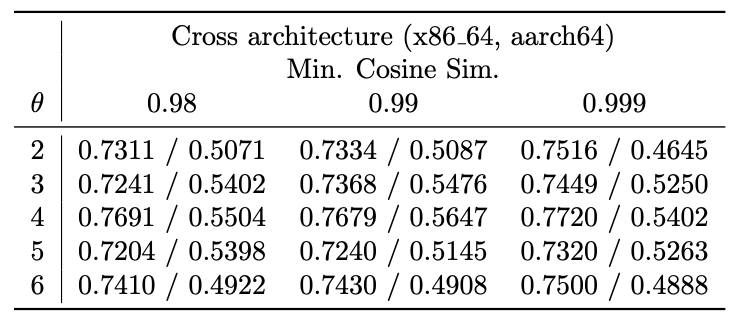 Cross architecture (x86_64, aarch64)
Min. Cosine Sim.
θ 0.98 0.99 0.999
2 0.7311 / 0.5071 0.7334 / 0.5087 0.7516 / 0.4645
3 0.7241 / 0.5402 0.7368 / 0.5476 0.7449 / 0.5250
4 0.7691 / 0.5504 0.7679 / 0.5647 0.7720 / 0.5402
5 0.7204 / 0.5398 0.7240 / 0.5145 0.7320 / 0.5263
6 0.7410 / 0.4922 0.7430 / 0.4908 0.7500 / 0.4888